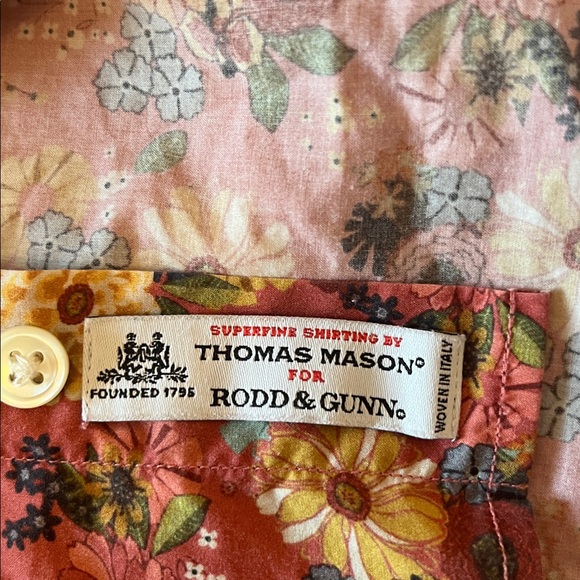 SUPERFINE SHIRTING BY
THOMAS MASON
FOR
RODD & GUNN
FOUNDED 1795
WOVEN IN ITALY